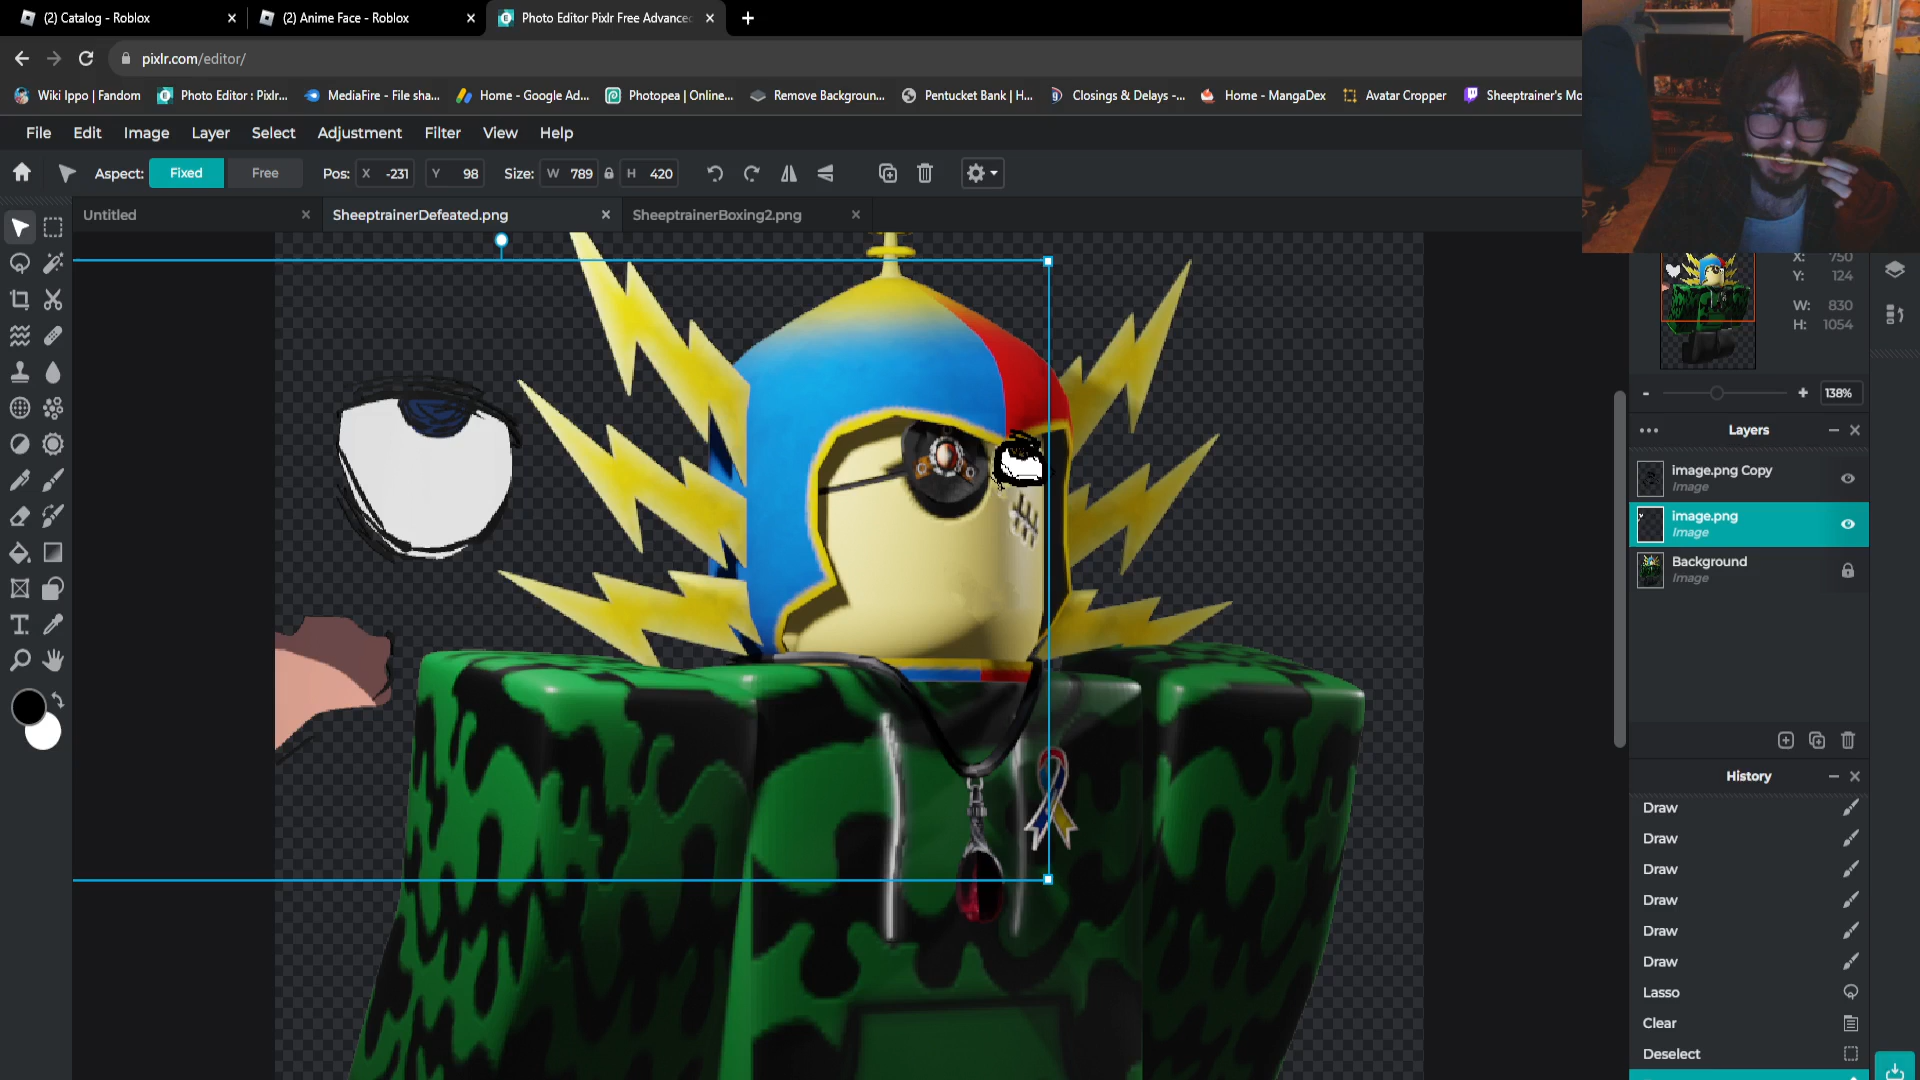 (2) Catalog - Roblox
(2) Anime Face - Roblox
Photo Editor Pixlr Free Advance
pixlr.com/editor/
Wiki Ippo | Fandom
Photo Editor : Pixlr...
MediaFire - File sha...
Home - Google Ad...
Photopea | Online...
Remove Backgroun...
Pentucket Bank | H...
Closings & Delays -...
Home - MangaDex
Avatar Cropper
Sheeptrainer's Mo
File Edit Image Layer Select Adjustment Filter View Help
Aspect: Fixed Free Pos: X -231 Y 98 Size: W 789 H 420
Untitled
SheeptrainerDefeated.png
SheeptrainerBoxing2.png
X: 750
Y: 124
W: 830
H: 1054
138%
Layers
image.png Copy
Image
image.png
Image
Background
Image
History
Draw
Draw
Draw
Draw
Draw
Draw
Lasso
Clear
Deselect